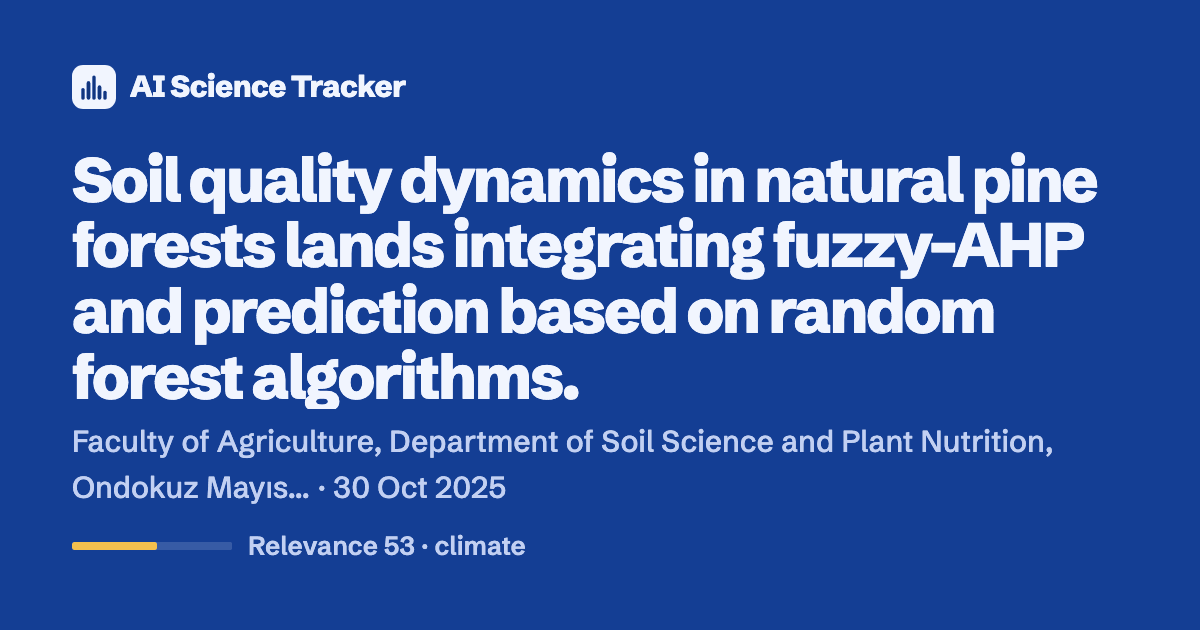 AI Science Tracker
Soil quality dynamics in natural pine
forests lands integrating fuzzy-AHP
and prediction based on random
forest algorithms.
Faculty of Agriculture, Department of Soil Science and Plant Nutrition,
Ondokuz Mayıs... · 30 Oct 2025
Relevance 53 · climate